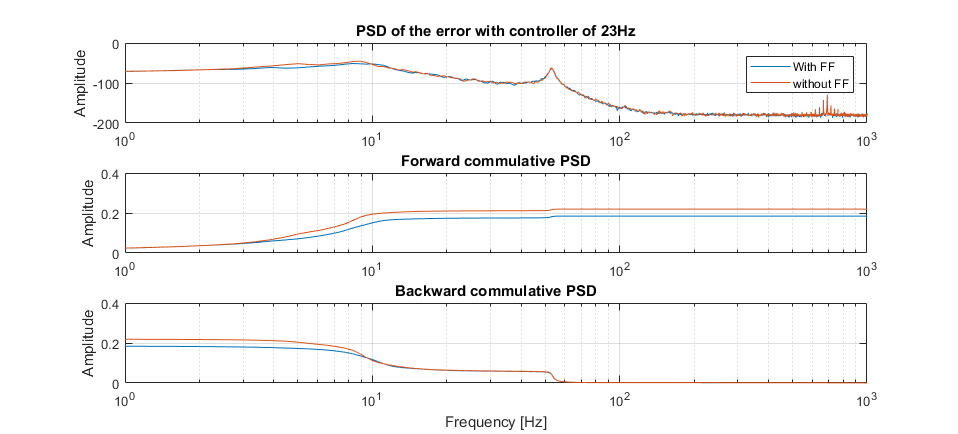 PSD of the error with controller of 23Hz
Amplitude
0
-100
-200
With FF
without FF
10^0 10^1 10^2 10^3
Forward commulative PSD
Amplitude
0.4
0.2
0
10^0 10^1 10^2 10^3
Backward commulative PSD
Amplitude
0.4
0.2
0
10^0 10^1 10^2 10^3
Frequency [Hz]